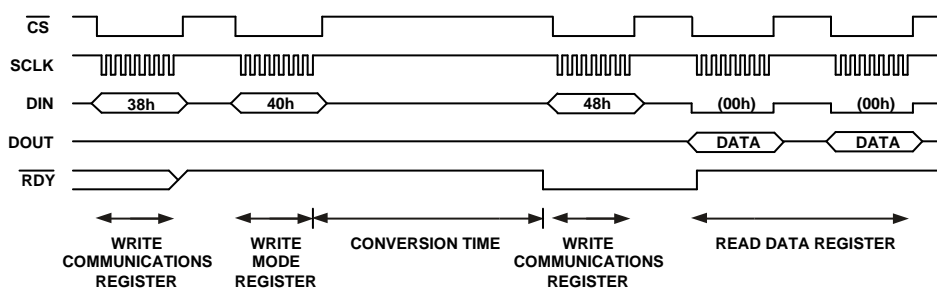 CS
SCLK
DIN 38h 40h 48h (00h) (00h)
DOUT DATA DATA
RDY
WRITE
COMMUNICATIONS
REGISTER
WRITE
MODE
REGISTER
CONVERSION TIME
WRITE
COMMUNICATIONS
REGISTER
READ DATA REGISTER